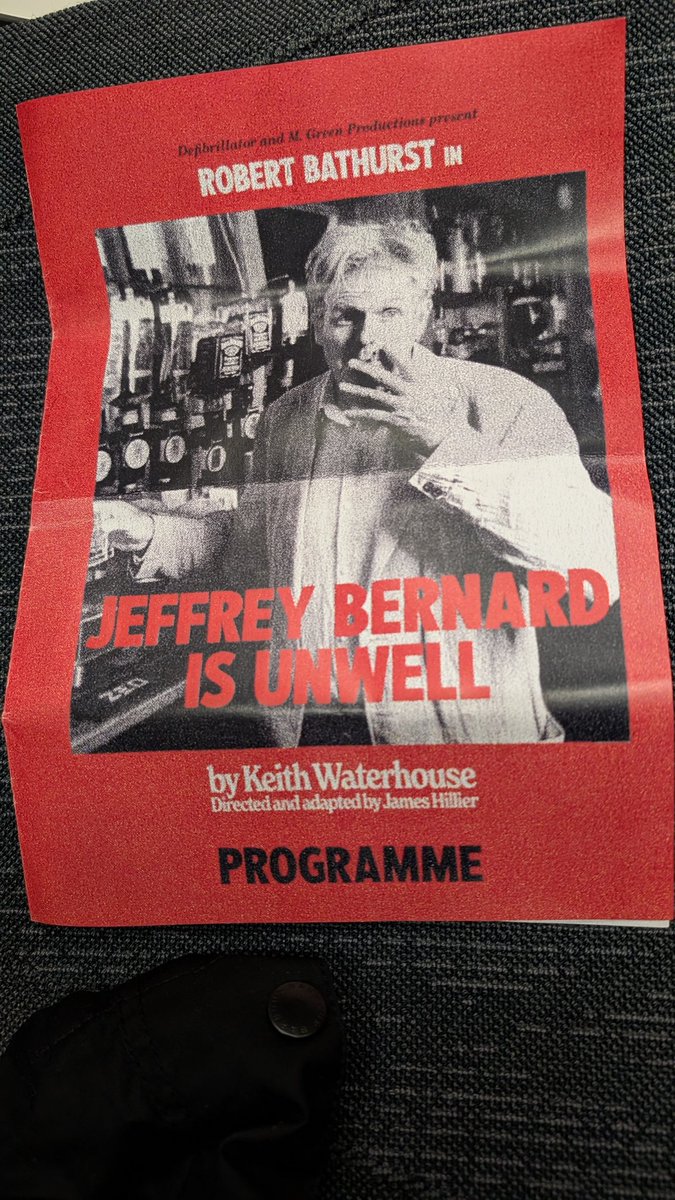 Defibrillator and M. Green Productions present
ROBERT BATHURST IN
JEFFREY BERNARD
IS UNWELL
by Keith Waterhouse
Directed and adapted by James Hillier
PROGRAMME